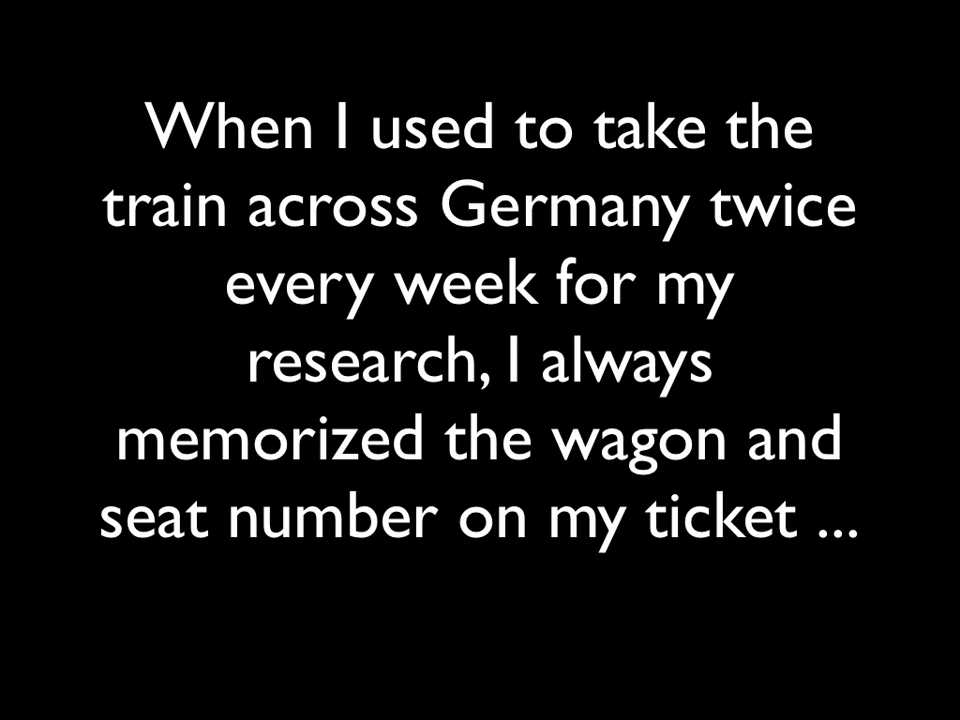 When I used to take the
train across Germany twice
every week for my
research, I always
memorized the wagon and
seat number on my ticket ...